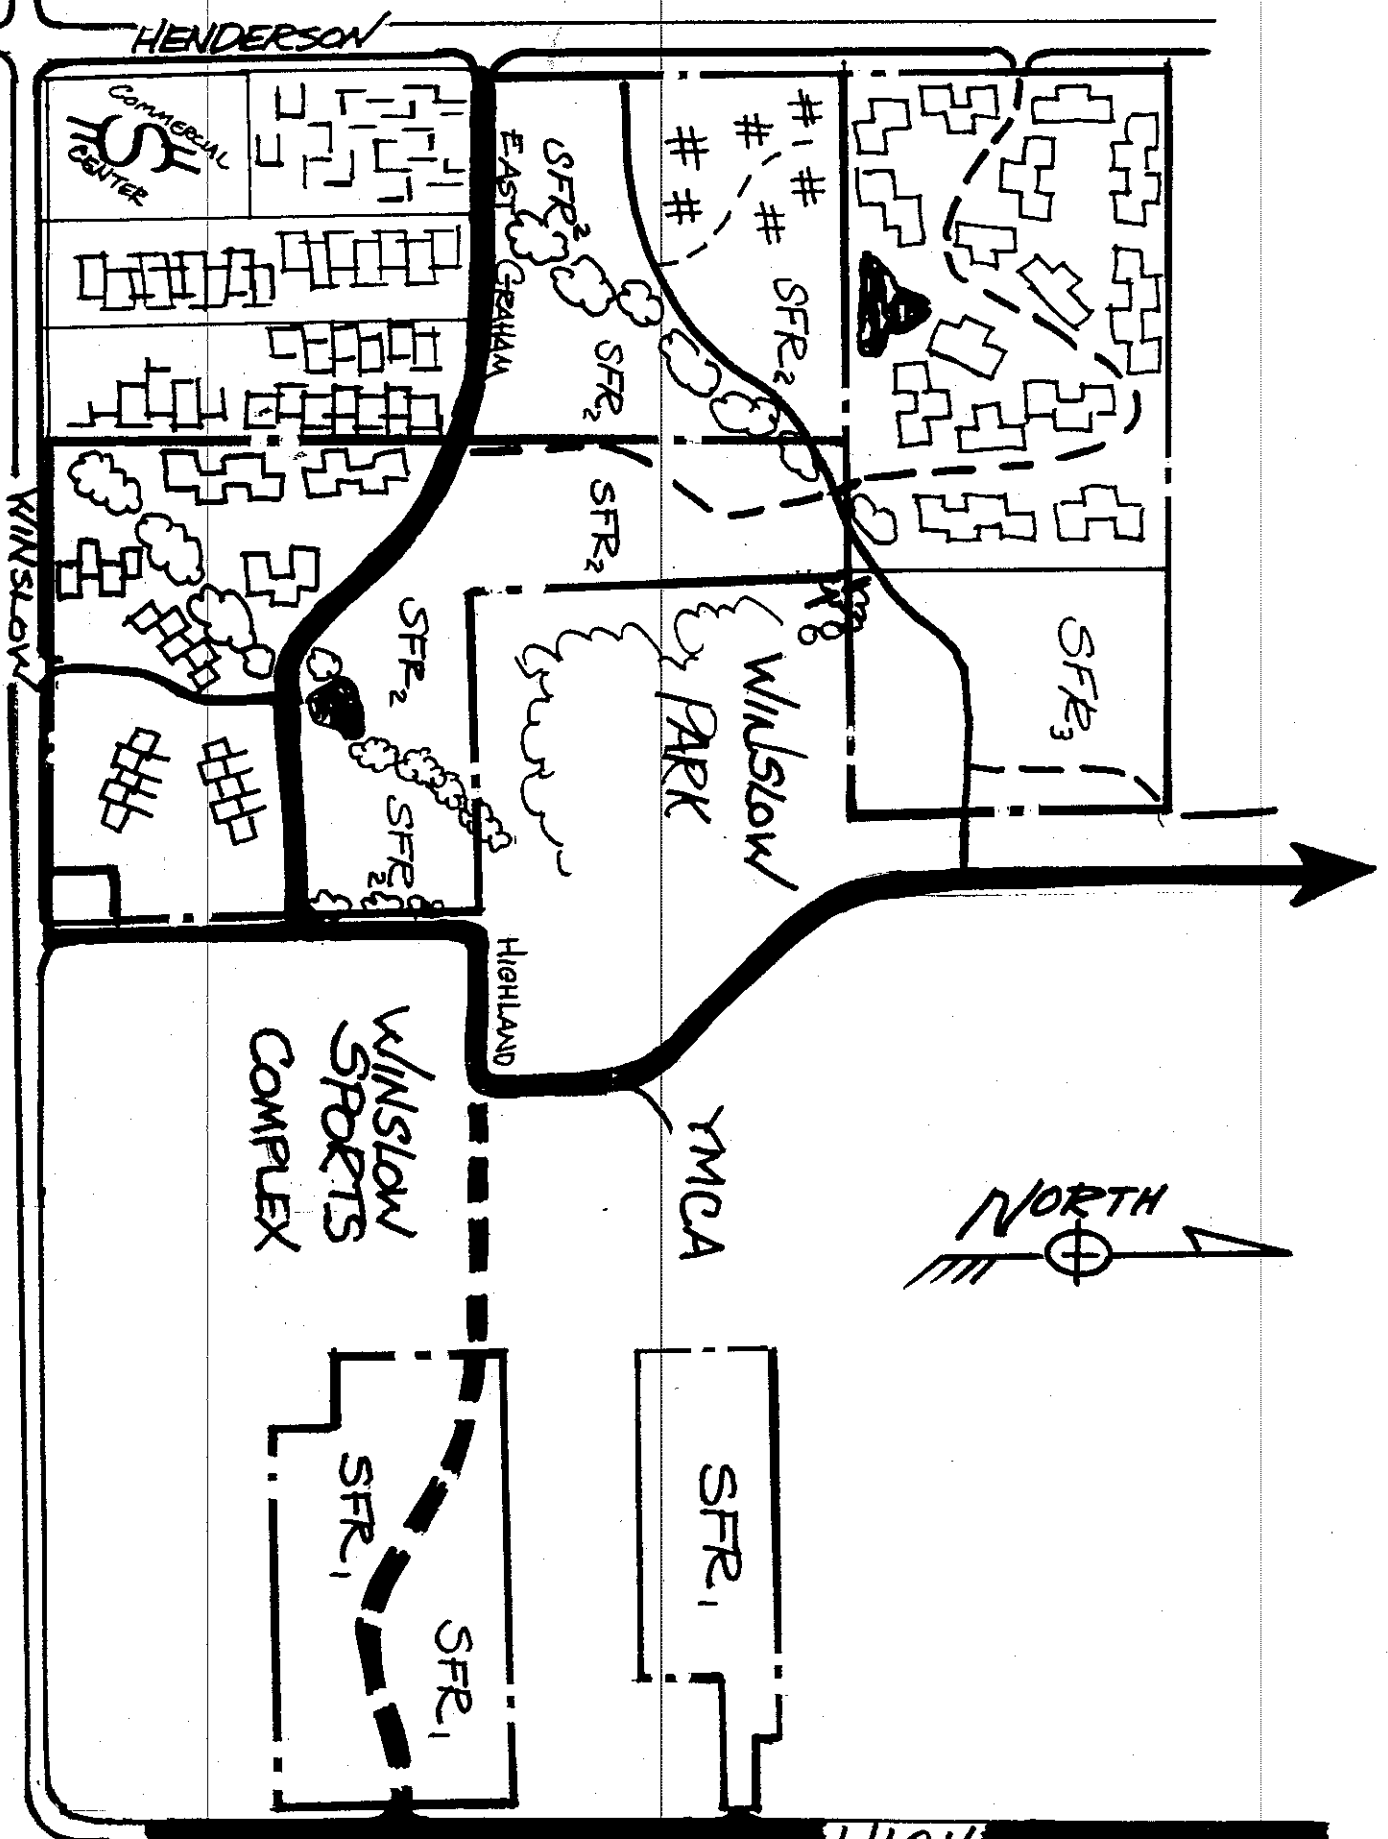 HENDERSON
COMMERCIAL
CENTER
EAST GRAHAM
SFR2
SFR2
SFR2
SFR2
SFR2
SFR2
SFR3
WINSLOW
WINSLOW
PARK
HIGHLAND
WINSLOW
SPORTS
COMPLEX
YMCA
NORTH
SFR1
SFR1
SFR1